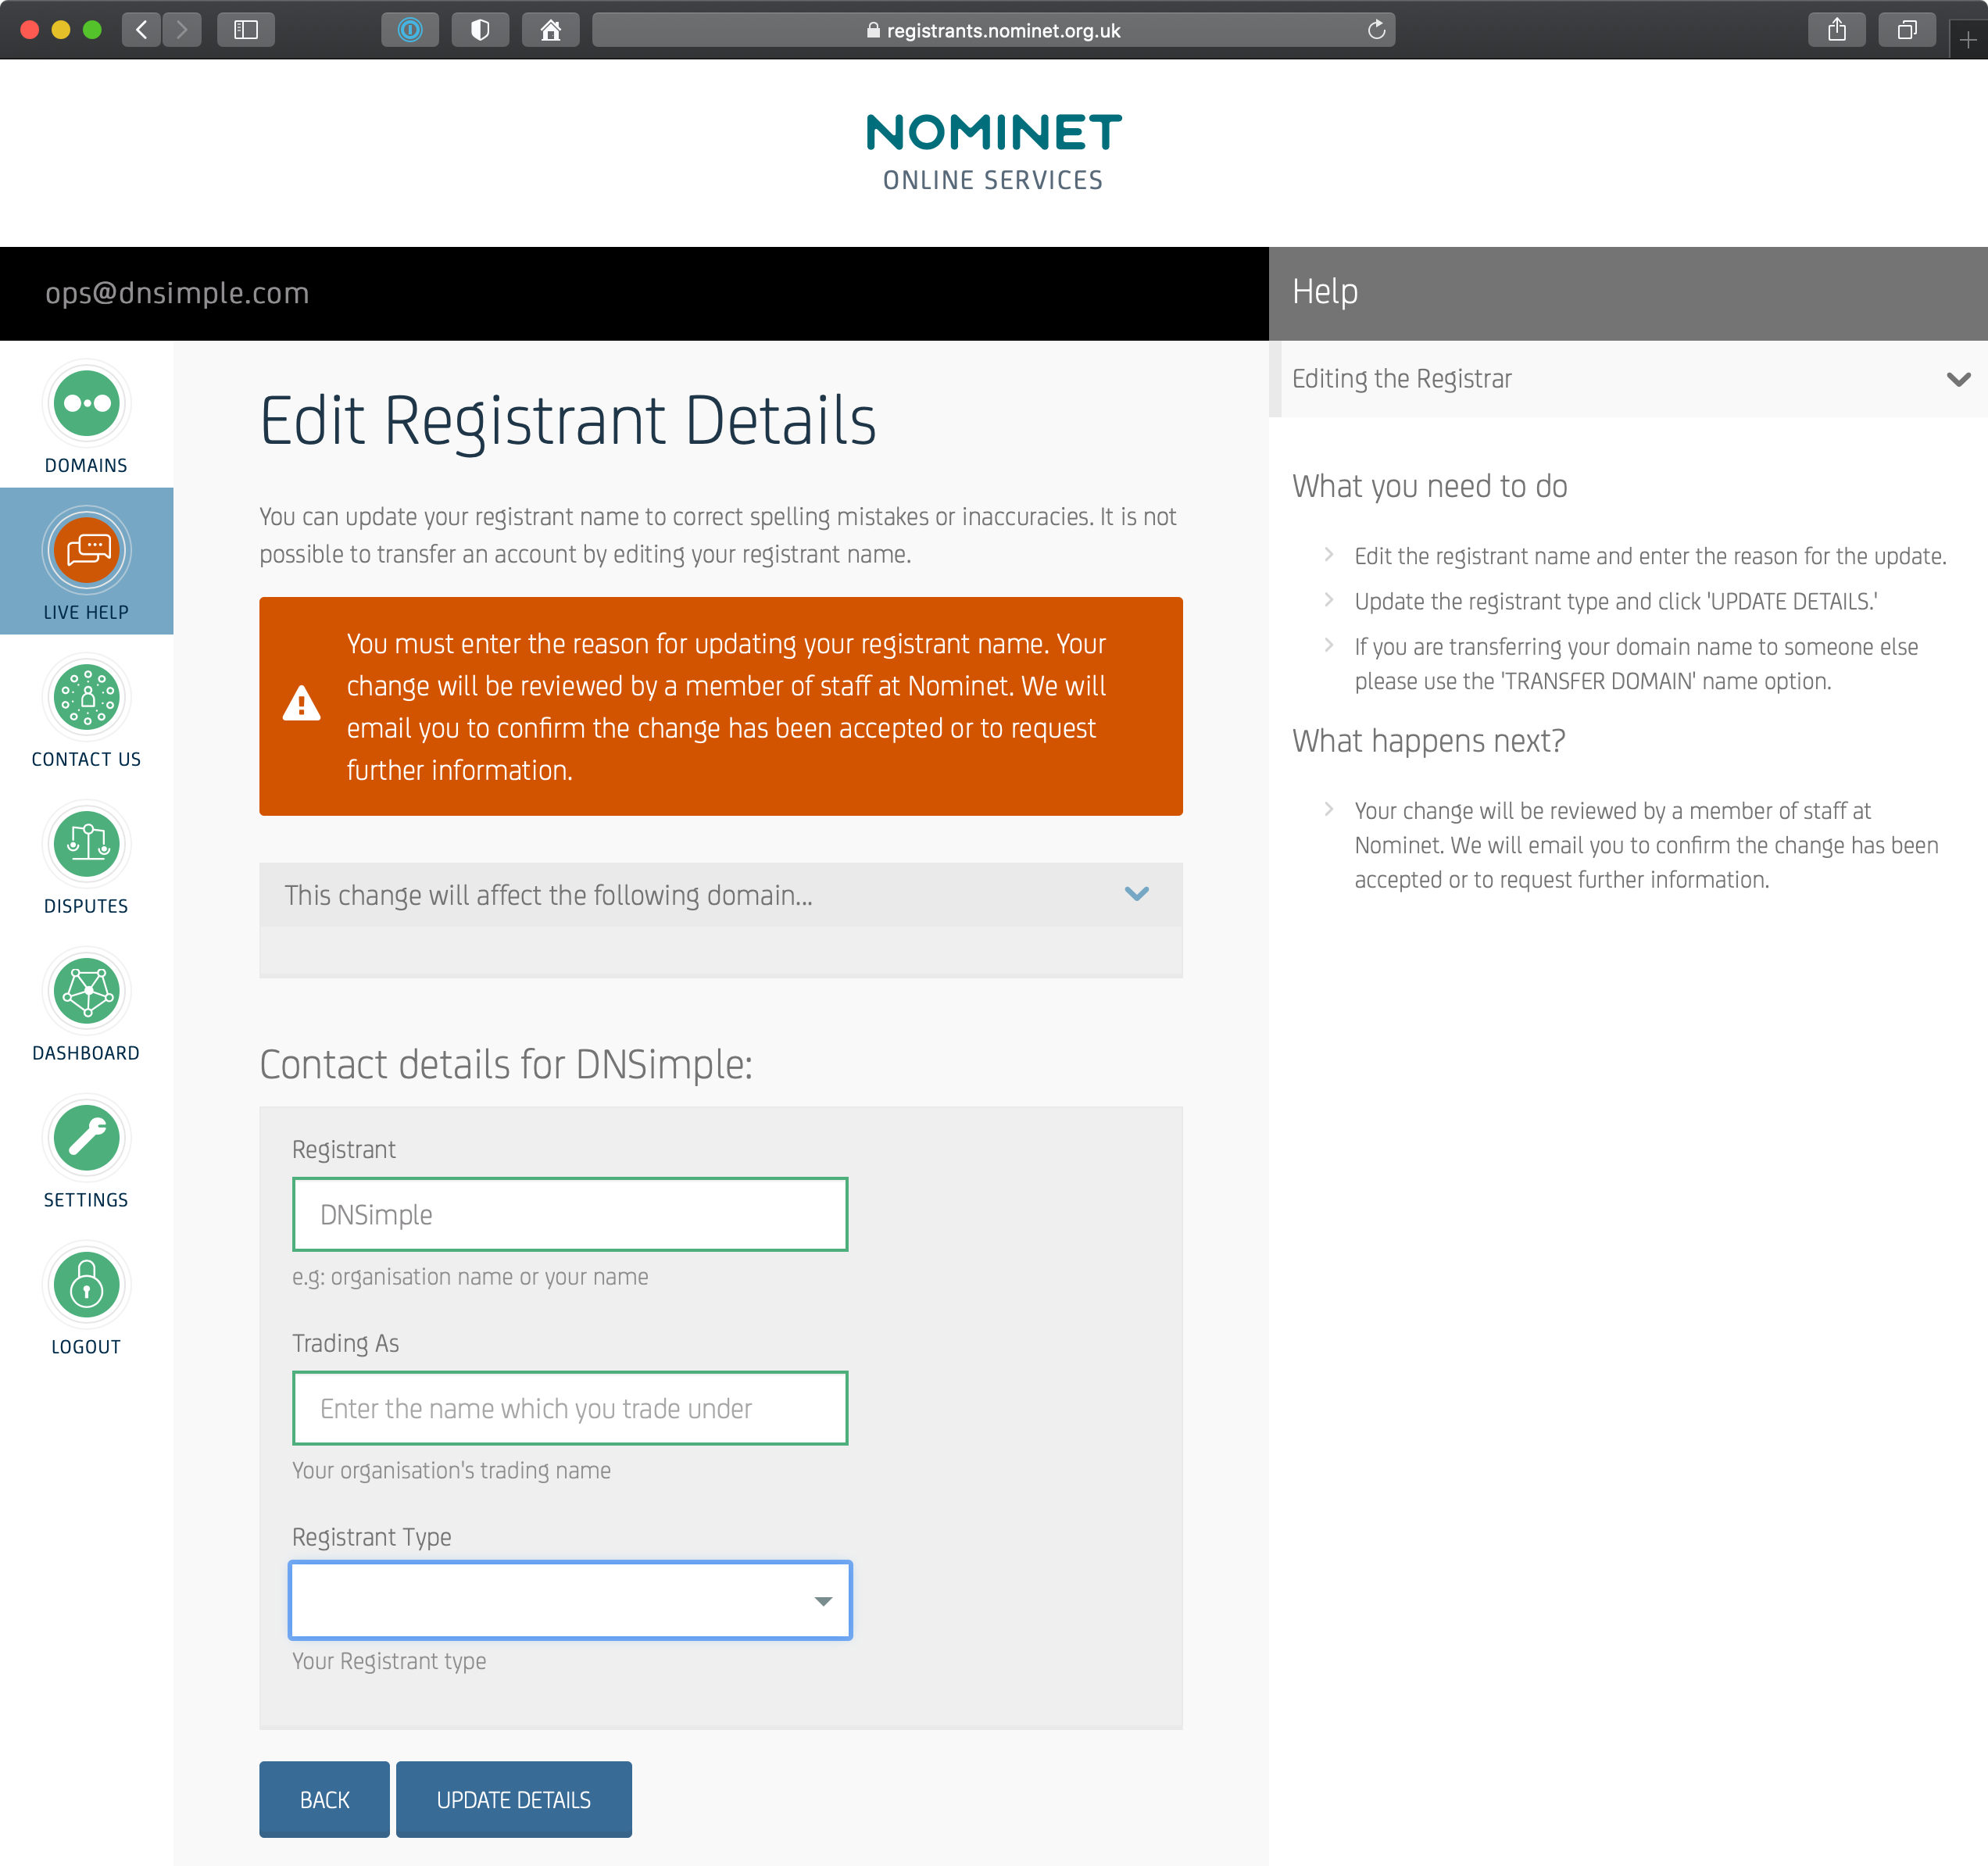 registrants.nominet.org.uk
NOMINET
ONLINE SERVICES
ops@dnsimple.com
Help
DOMAINS
LIVE HELP
CONTACT US
DISPUTES
DASHBOARD
SETTINGS
LOGOUT
Edit Registrant Details
You can update your registrant name to correct spelling mistakes or inaccuracies. It is not
possible to transfer an account by editing your registrant name.
You must enter the reason for updating your registrant name. Your
change will be reviewed by a member of staff at Nominet. We will
email you to confirm the change has been accepted or to request
further information.
This change will affect the following domain...
Contact details for DNSimple:
Registrant
DNSimple
e.g: organisation name or your name
Trading As
Enter the name which you trade under
Your organisation's trading name
Registrant Type
Your Registrant type
BACK
UPDATE DETAILS
Editing the Registrar
What you need to do
Edit the registrant name and enter the reason for the update.
Update the registrant type and click 'UPDATE DETAILS.'
If you are transferring your domain name to someone else
please use the 'TRANSFER DOMAIN' name option.
What happens next?
Your change will be reviewed by a member of staff at
Nominet. We will email you to confirm the change has been
accepted or to request further information.